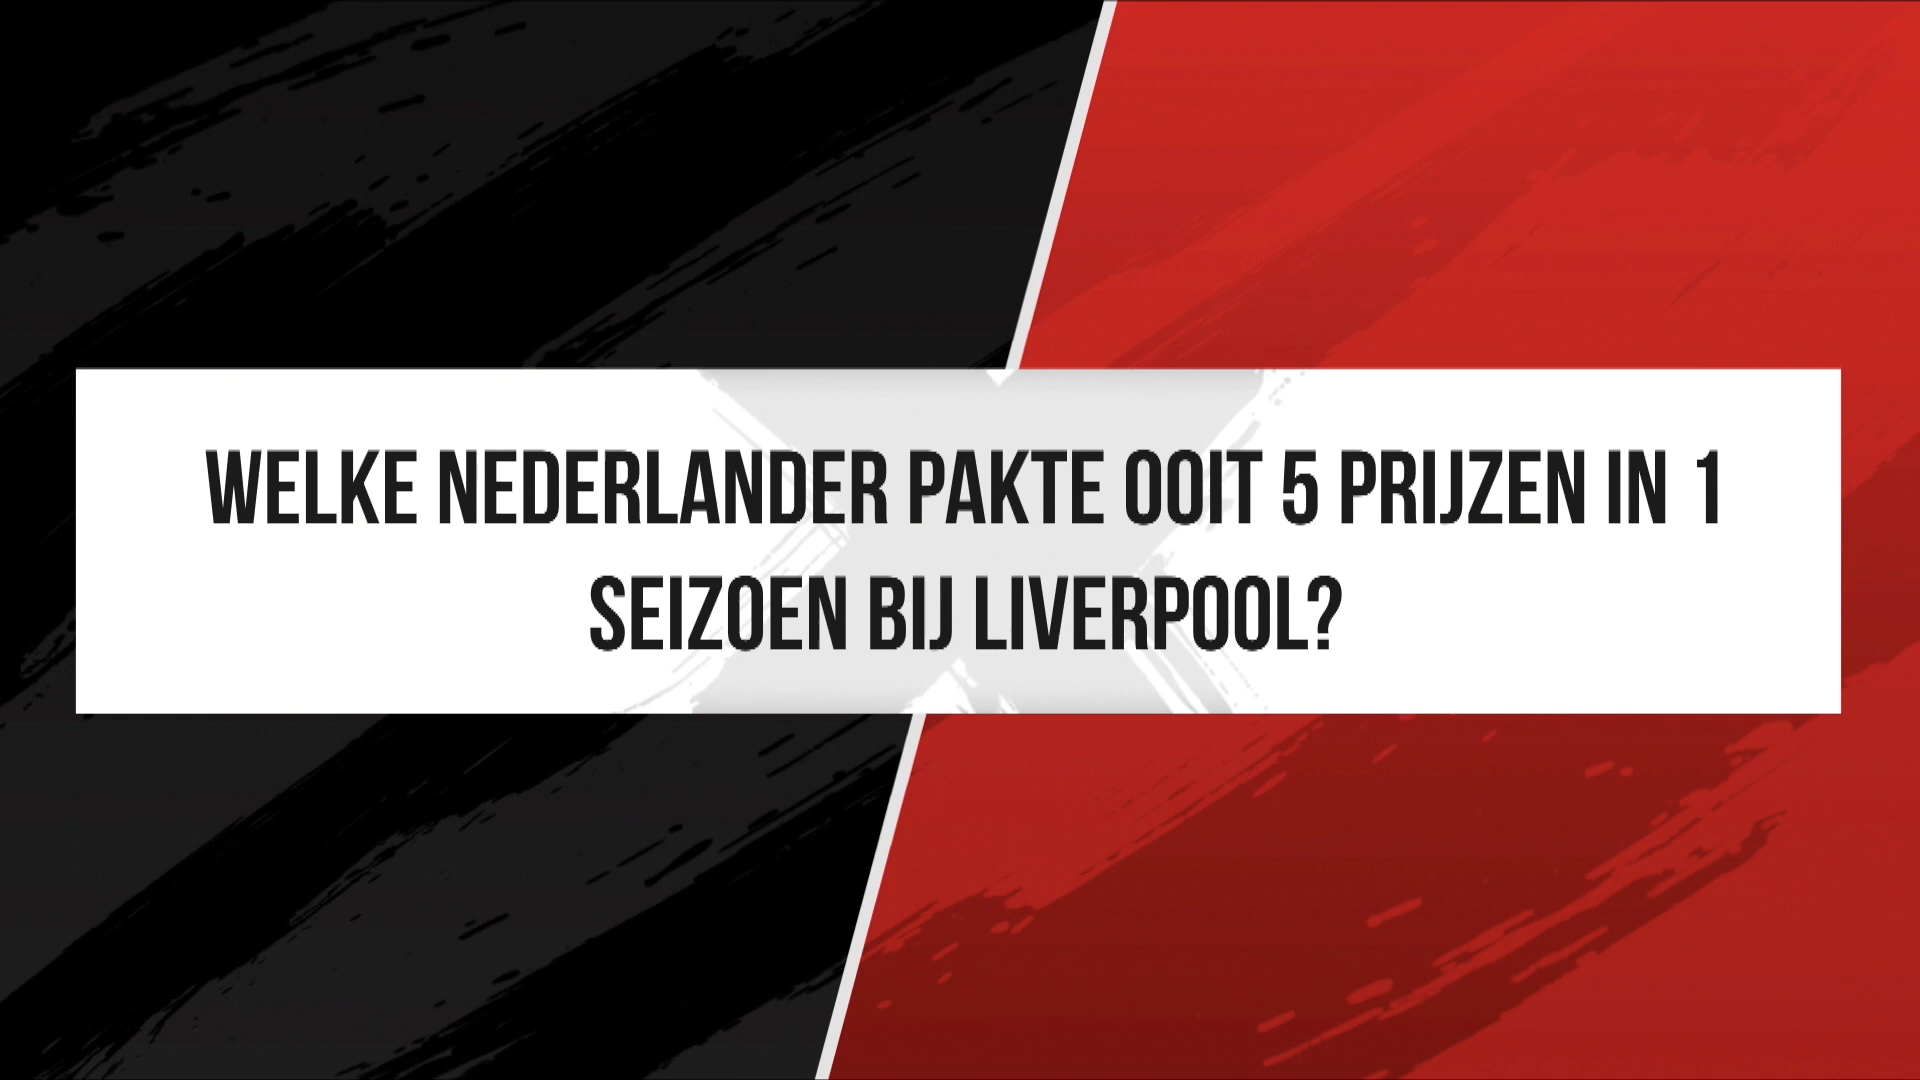 WELKE NEDERLANDER PAKTE OOIT 5 PRIJZEN IN 1
SEIZOEN BIJ LIVERPOOL?